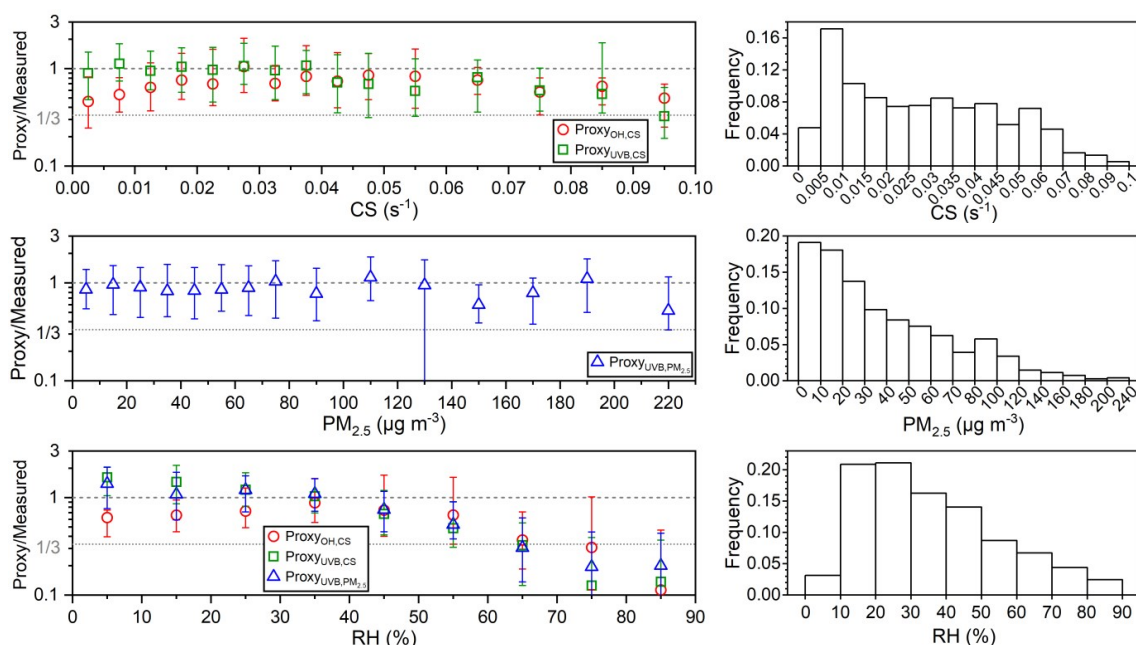 3
1
1/3
0.1
Proxy/Measured
Proxy_OH,CS
Proxy_UVB,CS
0.00 0.01 0.02 0.03 0.04 0.05 0.06 0.07 0.08 0.09 0.10
CS (s⁻¹)
0.16
0.12
0.08
0.04
0.00
Frequency
0 0.005 0.01 0.015 0.02 0.025 0.03 0.035 0.04 0.045 0.05 0.06 0.07 0.08 0.09 0.1
CS (s⁻¹)
3
1
1/3
0.1
Proxy/Measured
Proxy_UVB,PM2.5
0 20 40 60 80 100 120 140 160 180 200 220
PM2.5 (µg m⁻³)
0.20
0.15
0.10
0.05
0.00
Frequency
0 10 20 30 40 50 60 70 80 100 120 140 160 180 200 240
PM2.5 (µg m⁻³)
3
1
1/3
0.1
Proxy/Measured
Proxy_OH,CS
Proxy_UVB,CS
Proxy_UVB,PM2.5
0 10 20 30 40 50 60 70 80 90
RH (%)
0.20
0.15
0.10
0.05
0.00
Frequency
0 10 20 30 40 50 60 70 80 90
RH (%)